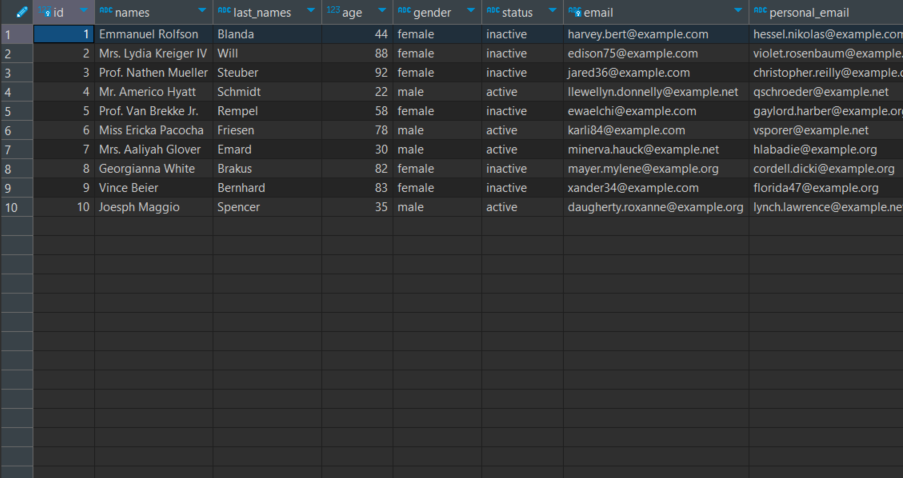 id ABC names ABC last_names 123 age ABC gender ABC status ABC email ABC personal_email
1 1 Emmanuel Rolfson Blanda 44 female inactive harvey.bert@example.com hessel.nikolas@example.com
2 2 Mrs. Lydia Kreiger IV Will 88 female inactive edison75@example.com violet.rosenbaum@example.
3 3 Prof. Nathen Mueller Steuber 92 female inactive jared36@example.com christopher.reilly@example.c
4 4 Mr. Americo Hyatt Schmidt 22 male active llewellyn.donnelly@example.net qschroeder@example.net
5 5 Prof. Van Brekke Jr. Rempel 58 female inactive ewaelchi@example.com gaylord.harber@example.or
6 6 Miss Ericka Pacocha Friesen 78 male active karli84@example.com vsporer@example.net
7 7 Mrs. Aaliyah Glover Emard 30 male active minerva.hauck@example.net hlabadie@example.org
8 8 Georgianna White Brakus 82 female inactive mayer.mylene@example.org cordell.dicki@example.org
9 9 Vince Beier Bernhard 83 female inactive xander34@example.com florida47@example.org
10 10 Joesph Maggio Spencer 35 male active daugherty.roxanne@example.org lynch.lawrence@example.ne